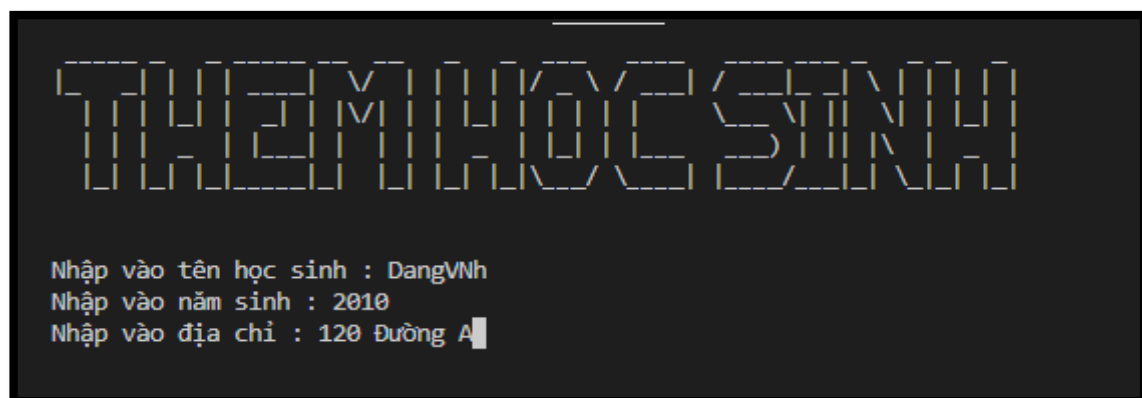 THEM HOC SINH
Nhập vào tên học sinh : DangVNh
Nhập vào năm sinh : 2010
Nhập vào địa chỉ : 120 Đường A